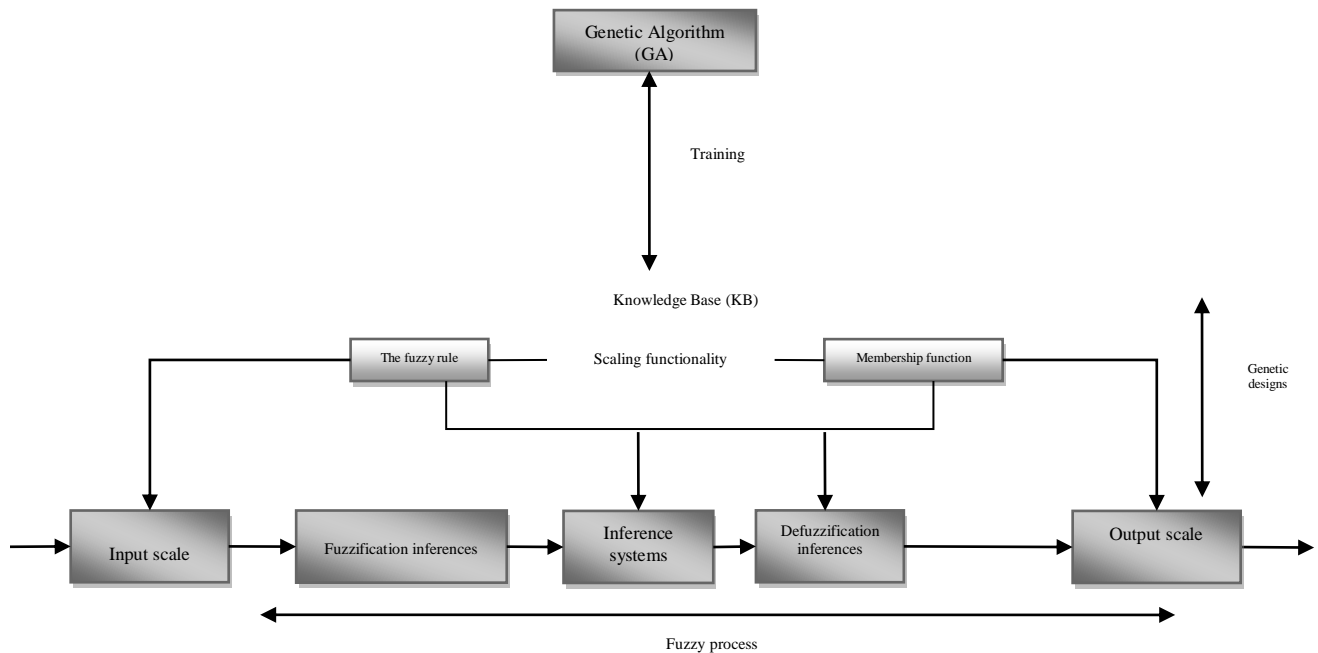 Genetic Algorithm
(GA)
Training
Knowledge Base (KB)
The fuzzy rule
Scaling functionality
Membership function
Genetic
designs
Input scale
Fuzzification inferences
Inference
systems
Defuzzification
inferences
Output scale
Fuzzy process